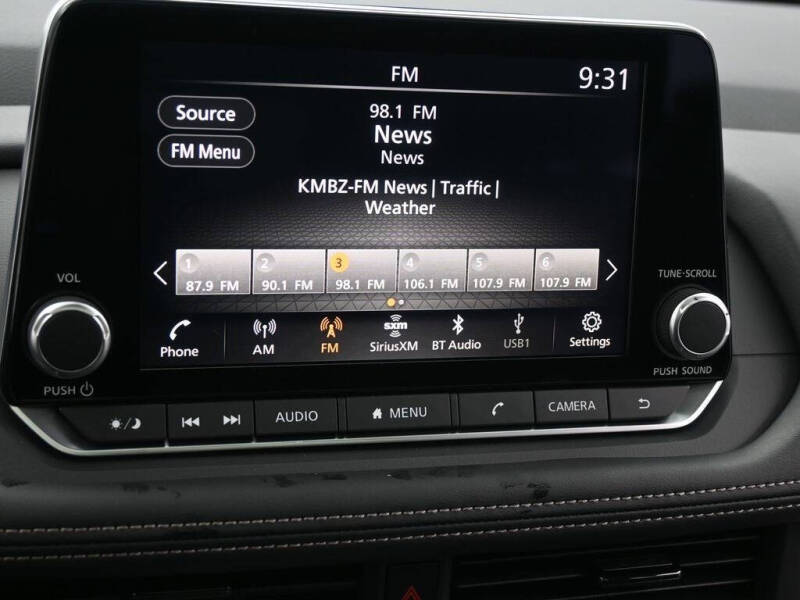 FM 9:31
Source
98.1 FM
FM Menu
News
News
KMBZ-FM News | Traffic |
Weather
1 2 3 4 5 6
87.9 FM 90.1 FM 98.1 FM 106.1 FM 107.9 FM 107.9 FM
VOL
TUNE·SCROLL
Phone AM FM sxm SiriusXM BT Audio USB1 Settings
PUSH
PUSH SOUND
AUDIO MENU CAMERA